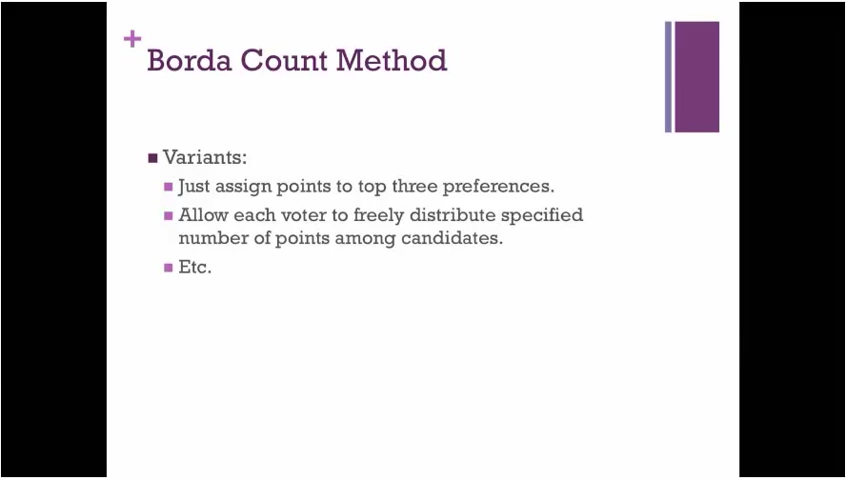 +
Borda Count Method
Variants:
Just assign points to top three preferences.
Allow each voter to freely distribute specified
number of points among candidates.
Etc.